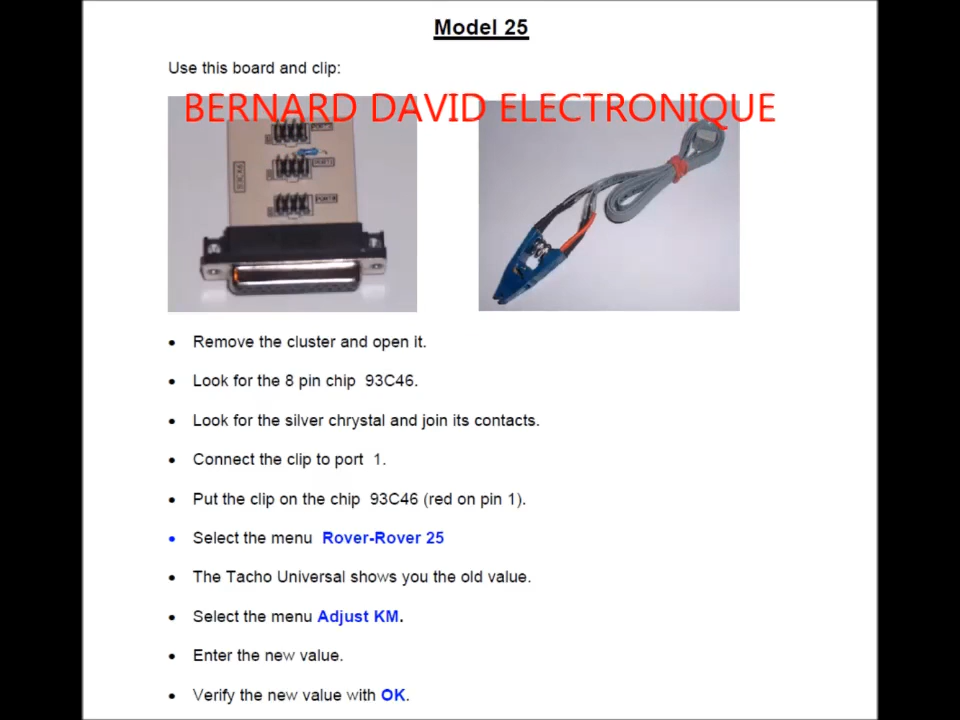 Model 25
Use this board and clip:
BERNARD DAVID ELECTRONIQUE
93C46
PORT1
• Remove the cluster and open it.
• Look for the 8 pin chip 93C46.
• Look for the silver chrystal and join its contacts.
• Connect the clip to port 1.
• Put the clip on the chip 93C46 (red on pin 1).
• Select the menu Rover-Rover 25
• The Tacho Universal shows you the old value.
• Select the menu Adjust KM.
• Enter the new value.
• Verify the new value with OK.